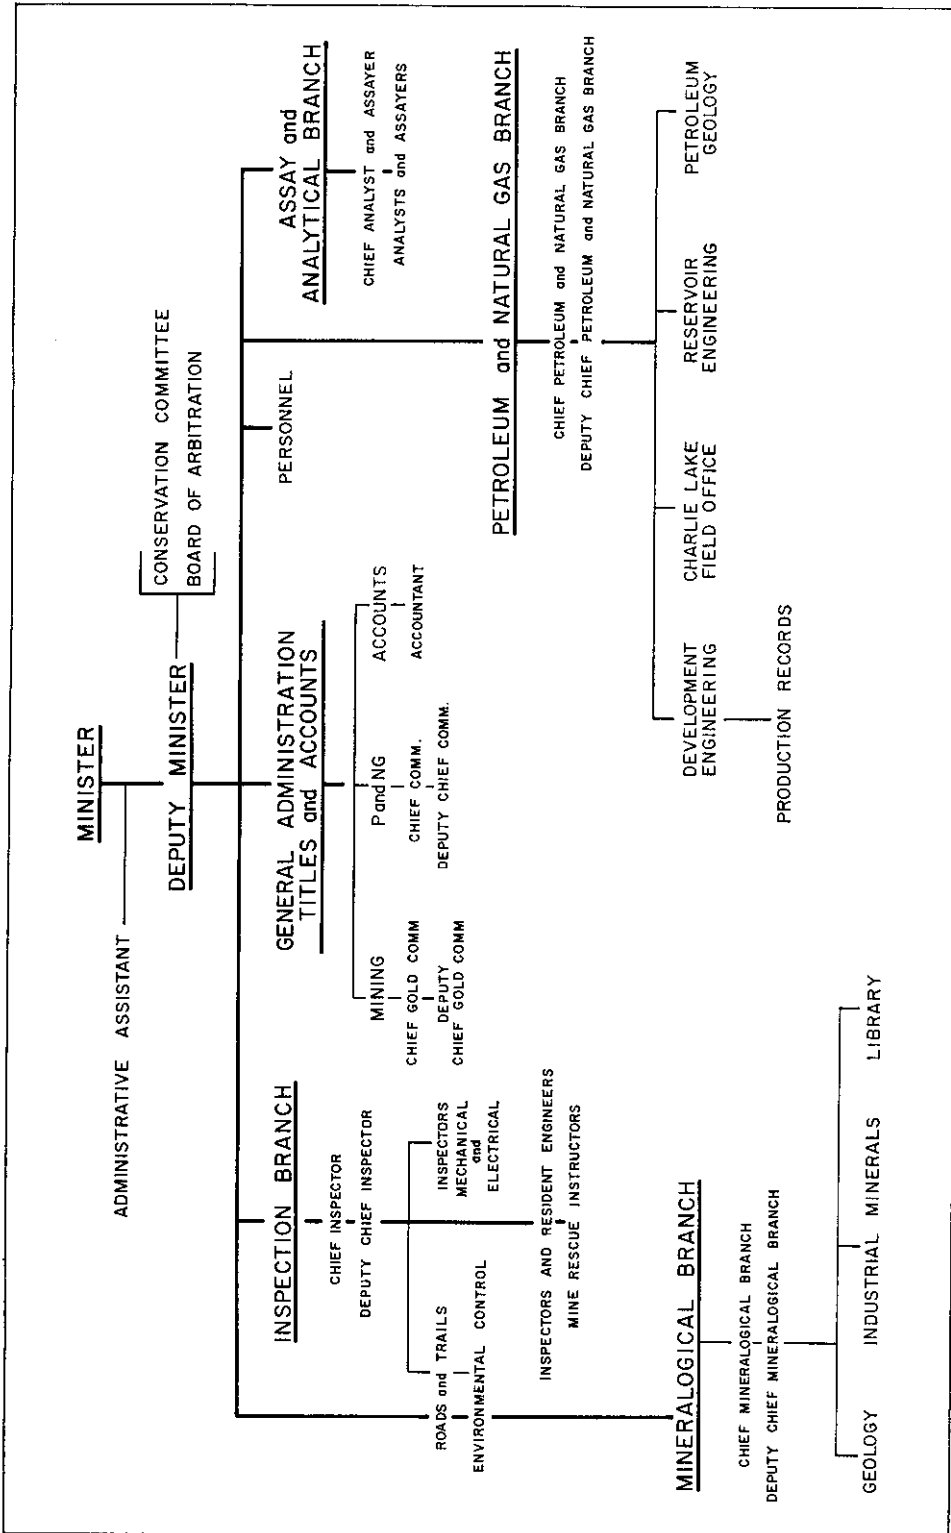 MINISTER
ADMINISTRATIVE ASSISTANT
DEPUTY MINISTER
CONSERVATION COMMITTEE
BOARD OF ARBITRATION
INSPECTION BRANCH
CHIEF INSPECTOR
DEPUTY CHIEF INSPECTOR
ROADS and TRAILS
ENVIRONMENTAL CONTROL
INSPECTORS
MECHANICAL
and
ELECTRICAL
INSPECTORS AND RESIDENT ENGINEERS
MINE RESCUE INSTRUCTORS
GENERAL ADMINISTRATION
TITLES and ACCOUNTS
MINING
CHIEF GOLD COMM
DEPUTY
CHIEF GOLD COMM
P and NG
CHIEF COMM.
DEPUTY CHIEF COMM.
ACCOUNTS
ACCOUNTANT
PERSONNEL
ASSAY and
ANALYTICAL BRANCH
CHIEF ANALYST and ASSAYER
ANALYSTS and ASSAYERS
MINERALOGICAL BRANCH
CHIEF MINERALOGICAL BRANCH
DEPUTY CHIEF MINERALOGICAL BRANCH
GEOLOGY
INDUSTRIAL MINERALS
LIBRARY
PETROLEUM and NATURAL GAS BRANCH
CHIEF PETROLEUM and NATURAL GAS BRANCH
DEPUTY CHIEF PETROLEUM and NATURAL GAS BRANCH
DEVELOPMENT
ENGINEERING
PRODUCTION RECORDS
CHARLIE LAKE
FIELD OFFICE
RESERVOIR
ENGINEERING
PETROLEUM
GEOLOGY